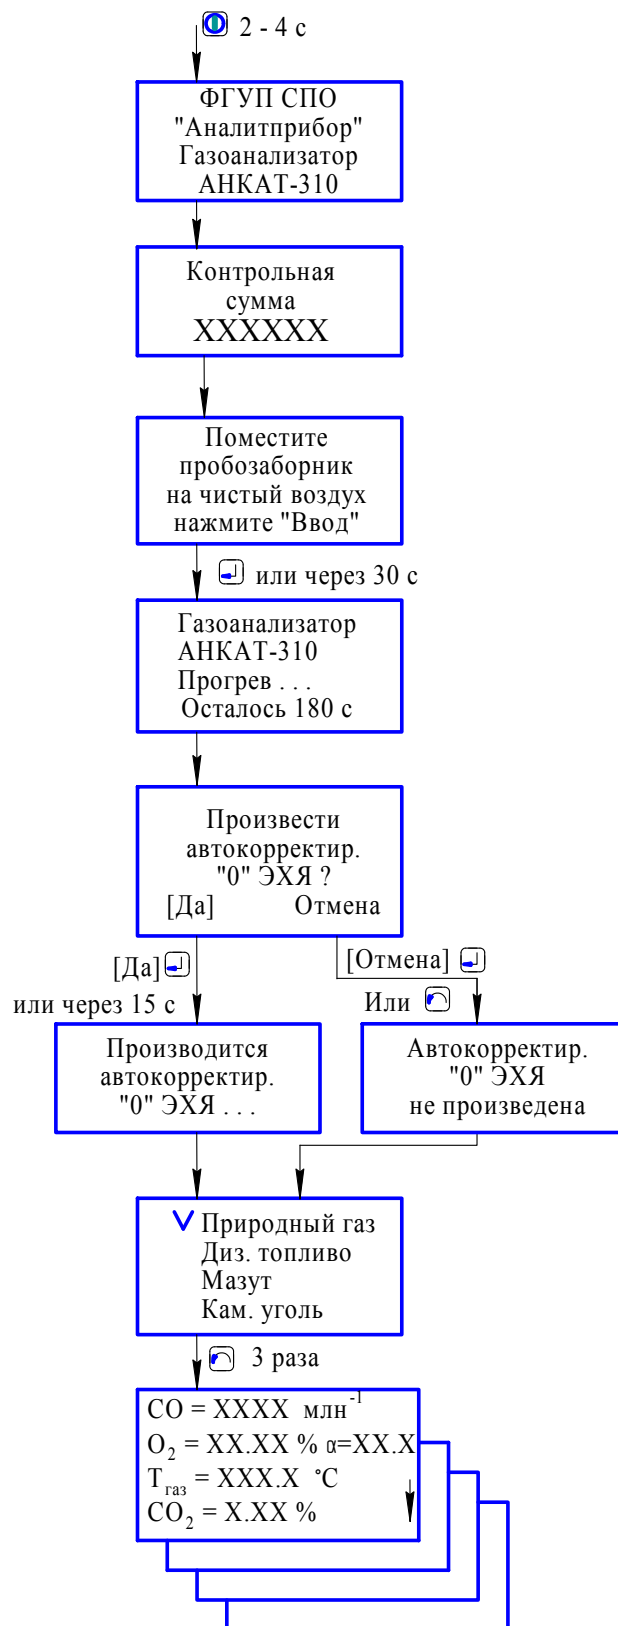 2 - 4 с
ФГУП СПО
"Аналитприбор"
Газоанализатор
АНКАТ-310
Контрольная
сумма
XXXXXX
Поместите
пробозаборник
на чистый воздух
нажмите "Ввод"
или через 30 с
Газоанализатор
АНКАТ-310
Прогрев . . .
Осталось 180 с
Произвести
автокорректир.
"0" ЭХЯ ?
[Да] Отмена
[Да]
или через 15 с
[Отмена]
Или
Производится
автокорректир.
"0" ЭХЯ . . .
Автокорректир.
"0" ЭХЯ
не произведена
Природный газ
Диз. топливо
Мазут
Кам. уголь
3 раза
CO = XXXX млн⁻¹
O₂ = XX.XX % α=XX.X
Tгаз = XXX.X °C
CO₂ = X.XX %